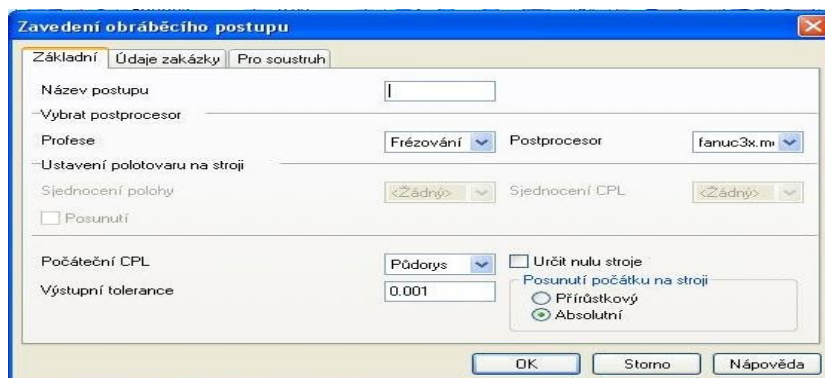 Zavedení obráběcího postupu
Základní Údaje zakázky Pro soustruh
Název postupu
Vybrat postprocesor
Profese Frézování Postprocesor fanuc3x.m
Ustavení polotovaru na stroji
Sjednocení polohy <Žádný> Sjednocení CPL <Žádný>
Posunutí
Počáteční CPL Půdorys Určit nulu stroje
Posunutí počátku na stroji
Výstupní tolerance 0.001
Přírůstkový
Absolutní
OK Storno Nápověda